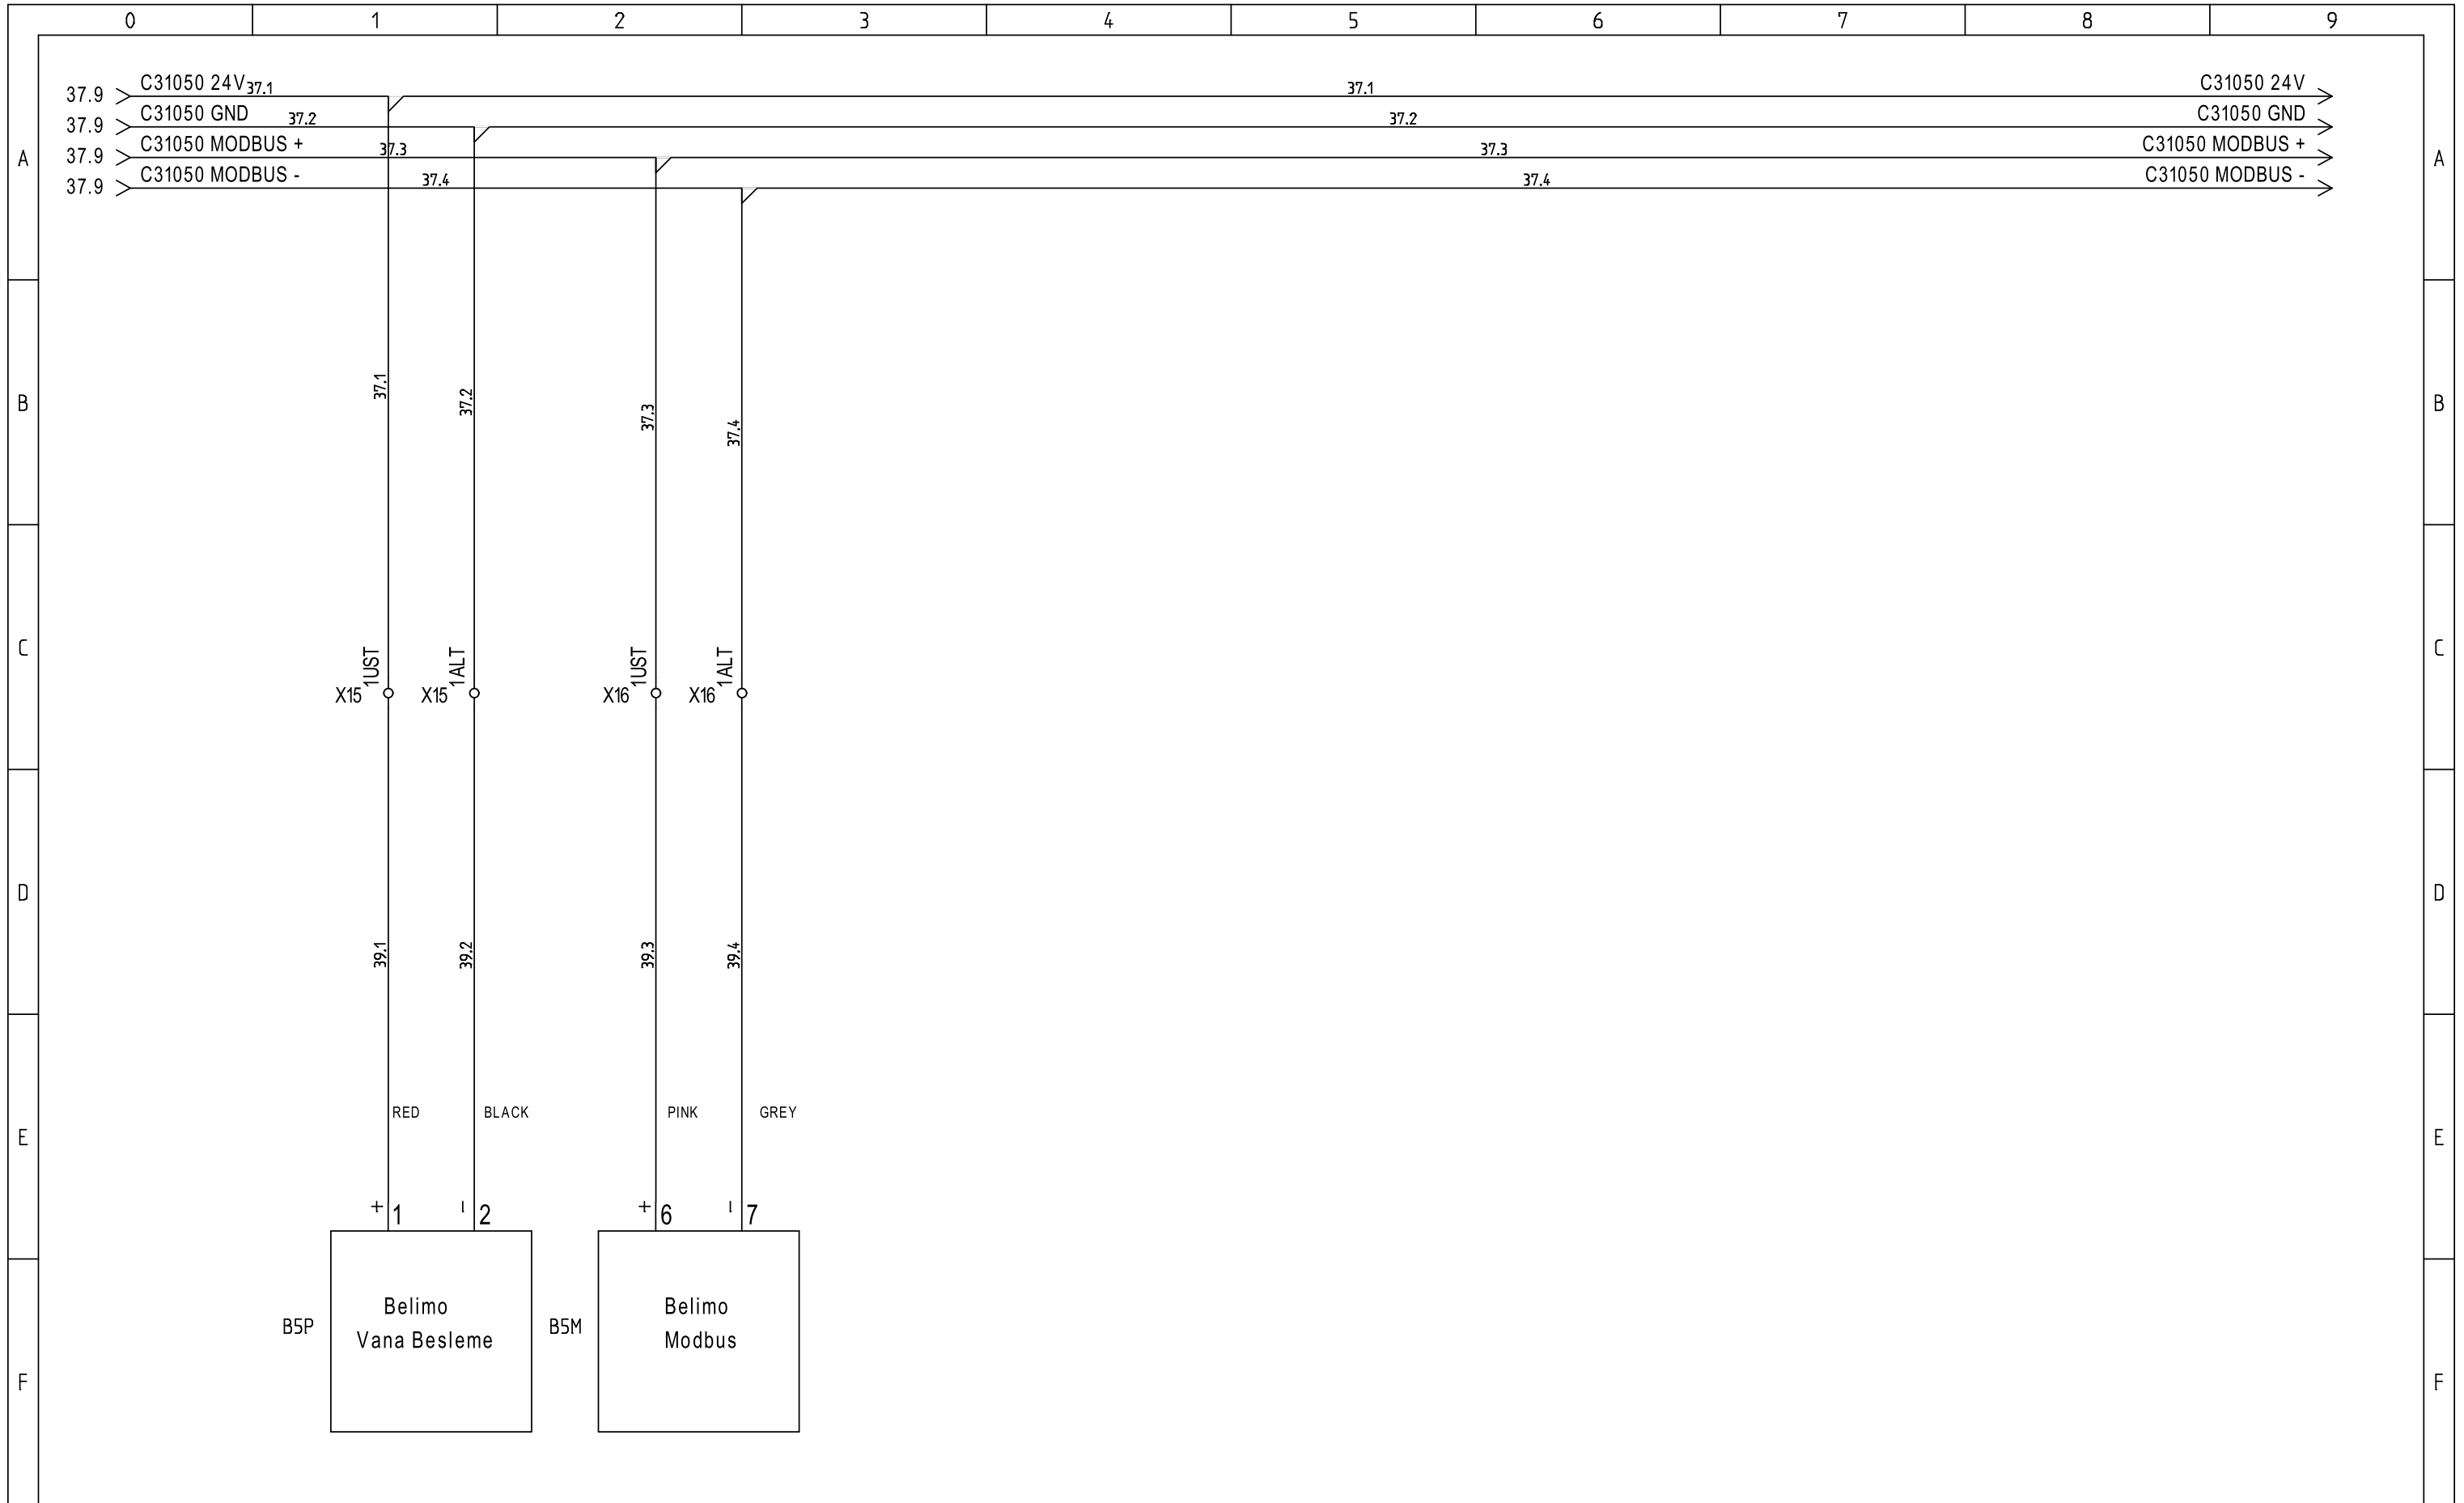 0 1 2 3 4 5 6 7 8 9
37.9 C31050 24V 37.1 37.1 C31050 24V
37.9 C31050 GND 37.2 37.2 C31050 GND
37.9 C31050 MODBUS + 37.3 37.3 C31050 MODBUS +
A A
37.9 C31050 MODBUS - 37.4 37.4 C31050 MODBUS -
37.1 37.2 37.3 37.4
B B
C C
1UST 1ALT 1UST 1ALT
X15 X15 X16 X16
D D
39.1 39.2 39.3 39.4
RED BLACK PINK GREY
E E
+ 1 - 2 + 6 - 7
Belimo Belimo
B5P Vana Besleme B5M Modbus
F F